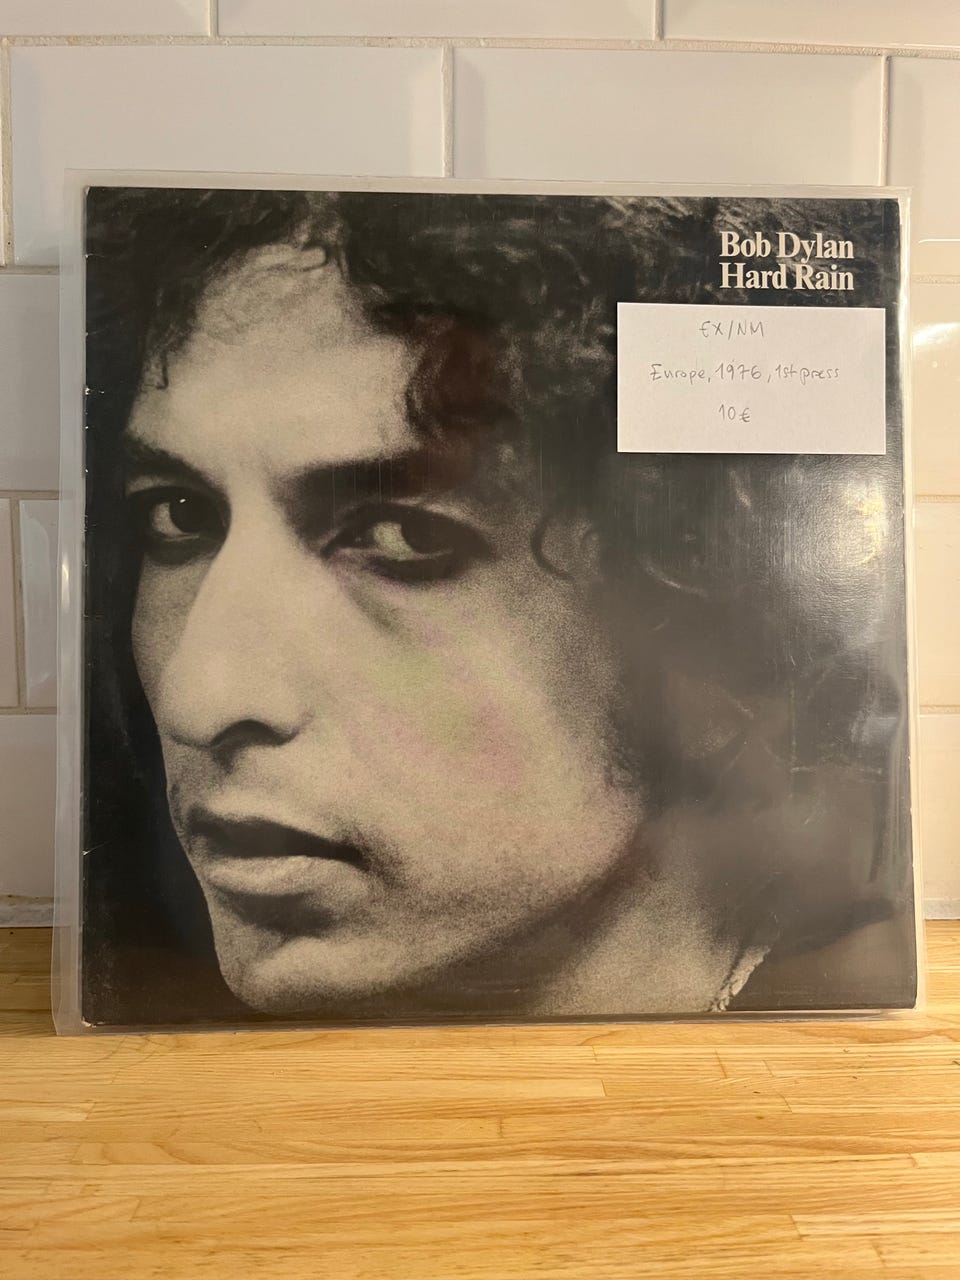 Bob Dylan
Hard Rain
EX/NM
Europe, 1976, 1st press
10€